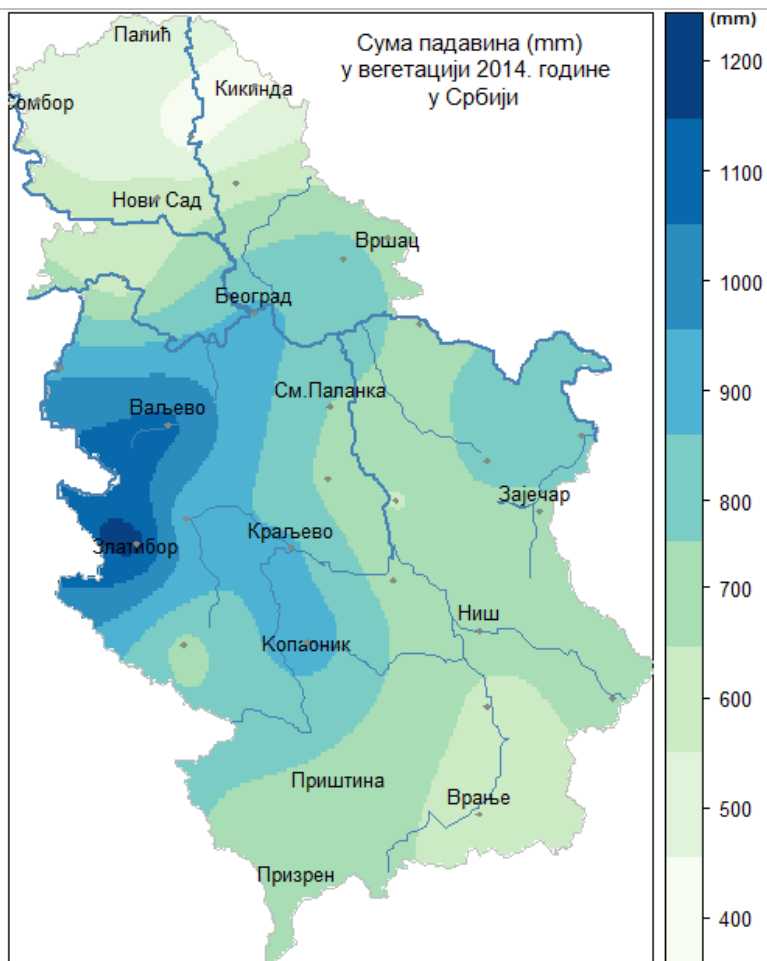 (mm)
Сума падавина (mm)
у вегетацији 2014. године
у Србији
Палић
Кикинда
Сомбор
Нови Сад
Вршац
Београд
См.Паланка
Ваљево
Зајечар
Краљево
Златибор
Ниш
Копаоник
Приштина
Врање
Призрен
1200
1100
1000
900
800
700
600
500
400